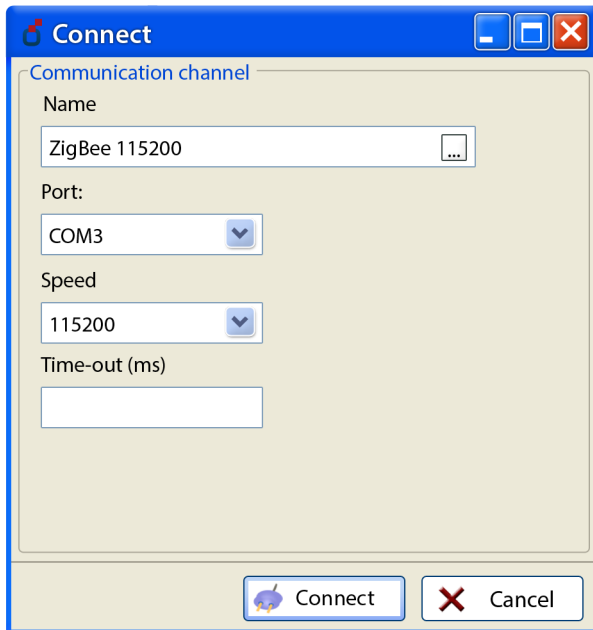 Connect
Communication channel
Name
ZigBee 115200
...
Port:
COM3
Speed
115200
Time-out (ms)
Connect
Cancel